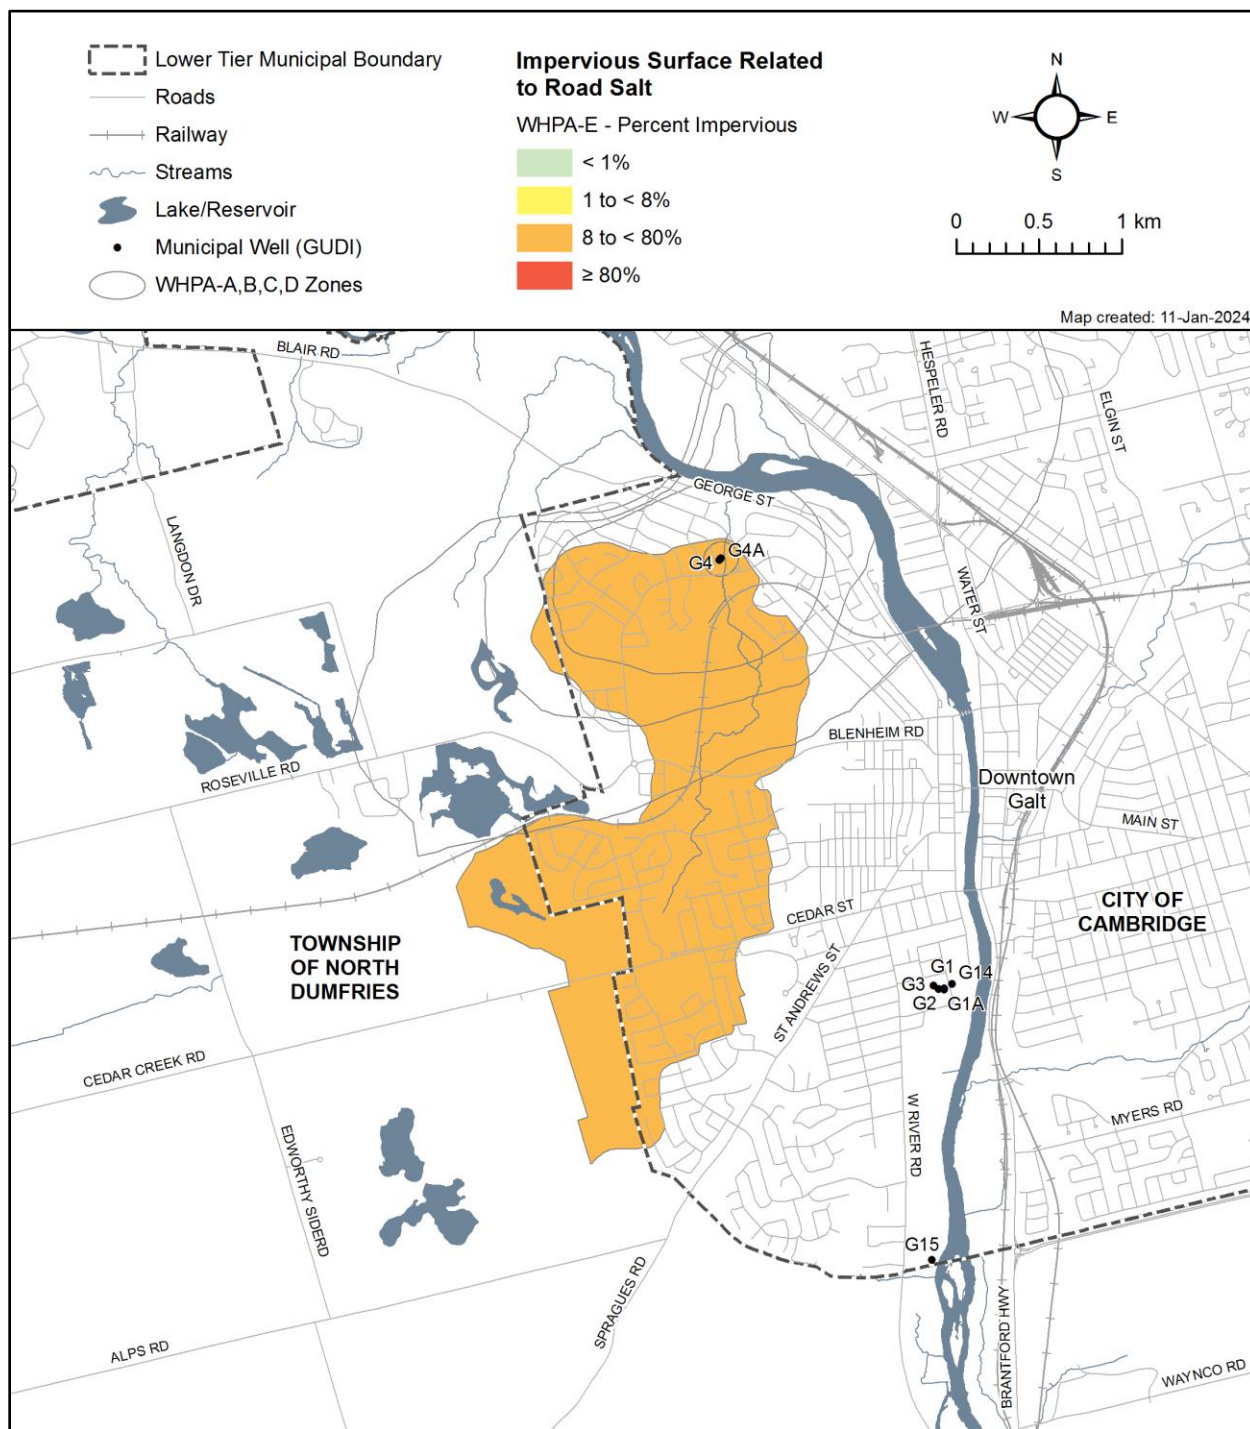 Lower Tier Municipal Boundary
Roads
Railway
Streams
Lake/Reservoir
Municipal Well (GUDI)
WHPA-A,B,C,D Zones
Impervious Surface Related
to Road Salt
WHPA-E - Percent Impervious
< 1%
1 to < 8%
8 to < 80%
≥ 80%
N
W
E
S
0 0.5 1 km
Map created: 11-Jan-2024
BLAIR RD
HESPELER RD
ELGIN ST
GEORGE ST
LANGDON DR
G4A
G4
WATER ST
BLENHEIM RD
ROSEVILLE RD
Downtown
Galt
MAIN ST
CEDAR ST
CITY OF
CAMBRIDGE
TOWNSHIP
OF NORTH
DUMFRIES
ST ANDREWS ST
G1
G14
G3
G2
G1A
CEDAR CREEK RD
W RIVER RD
MYERS RD
EDWORTHY SIDERD
G15
SPRAGUES RD
BRANTFORD HWY
ALPS RD
WAYNCO RD